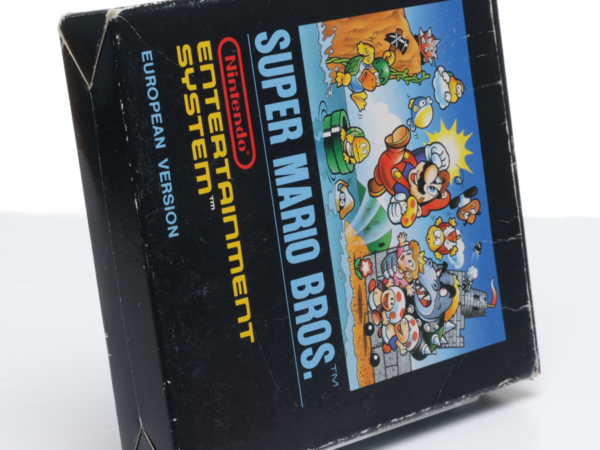 SUPER MARIO BROS.™
Nintendo®
ENTERTAINMENT
SYSTEM™
EUROPEAN VERSION